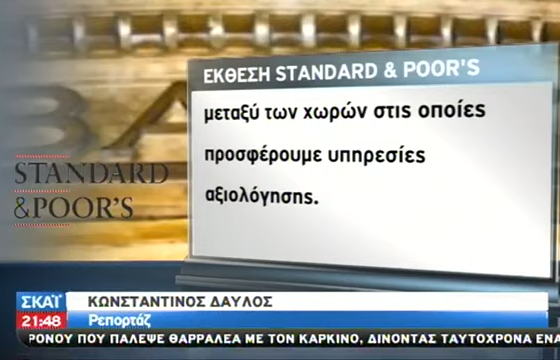 ΕΚΘΕΣΗ STANDARD & POOR'S
μεταξύ των χωρών στις οποίες
προσφέρουμε υπηρεσίες
αξιολόγησης.
STANDARD
&POOR'S
ΣΚΑΪ
ΚΩΝΣΤΑΝΤΙΝΟΣ ΔΑΥΛΟΣ
21:48
Ρεπορτάζ
ΡΟΝΟΥ ΠΟΥ ΠΑΛΕΨΕ ΘΑΡΡΑΛΕΑ ΜΕ ΤΟΝ ΚΑΡΚΙΝΟ, ΔΙΝΟΝΤΑΣ ΤΑΥΤΟΧΡΟΝΑ ΕΝ